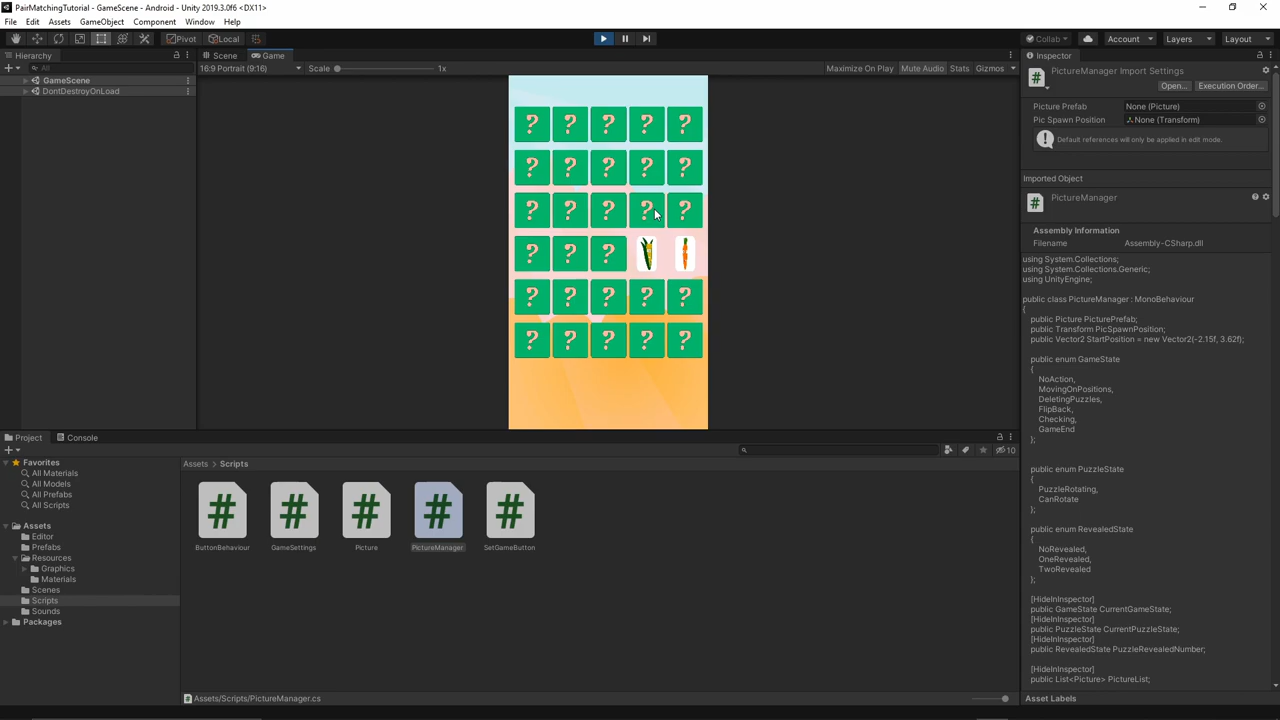 PairMatchingTutorial - GameScene - Android - Unity 2019.3.0f6 <DX11>
File Edit Assets GameObject Component Window Help
Pivot Local Collab Account Layers Layout
Hierarchy Scene Game Inspector
All 16:9 Portrait (9:16) Scale 1x Maximize On Play Mute Audio Stats Gizmos
GameScene
DontDestroyOnLoad
? ? ? ? ?
? ? ? ? ?
? ? ? ? ?
? ? ?
? ? ? ? ?
? ? ? ? ?
PictureManager Import Settings
Open... Execution Order...
Picture Prefab None (Picture)
Pic Spawn Position None (Transform)
Default references will only be applied in edit mode.
Imported Object
# PictureManager
Assembly Information
Filename Assembly-CSharp.dll
using System.Collections;
using System.Collections.Generic;
using UnityEngine;
public class PictureManager : MonoBehaviour
{
public Picture PicturePrefab;
public Transform PicSpawnPosition;
public Vector2 StartPosition = new Vector2(-2.15f, 3.62f);
public enum GameState
{
NoAction,
MovingOnPositions,
DeletingPuzzles,
FlipBack,
Checking,
GameEnd
};
public enum PuzzleState
{
PuzzleRotating,
CanRotate
};
public enum RevealedState
{
NoRevealed,
OneRevealed,
TwoRevealed
};
[HideInInspector]
public GameState CurrentGameState;
[HideInInspector]
public PuzzleState CurrentPuzzleState;
[HideInInspector]
public RevealedState PuzzleRevealedNumber;
[HideInInspector]
public List<Picture> PictureList;
Asset Labels
Project Console
10
Favorites
All Materials
All Models
All Prefabs
All Scripts
Assets
Editor
Prefabs
Resources
Graphics
Materials
Scenes
Scripts
Sounds
Packages
Assets > Scripts
# # # # #
ButtonBehaviour GameSettings Picture PictureManager SetGameButton
Assets/Scripts/PictureManager.cs